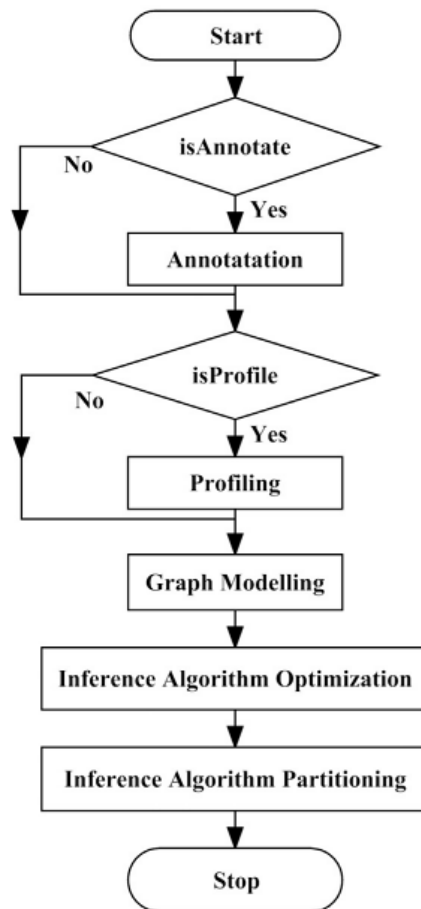 Start
isAnnotate
No
Yes
Annotatation
isProfile
No
Yes
Profiling
Graph Modelling
Inference Algorithm Optimization
Inference Algorithm Partitioning
Stop